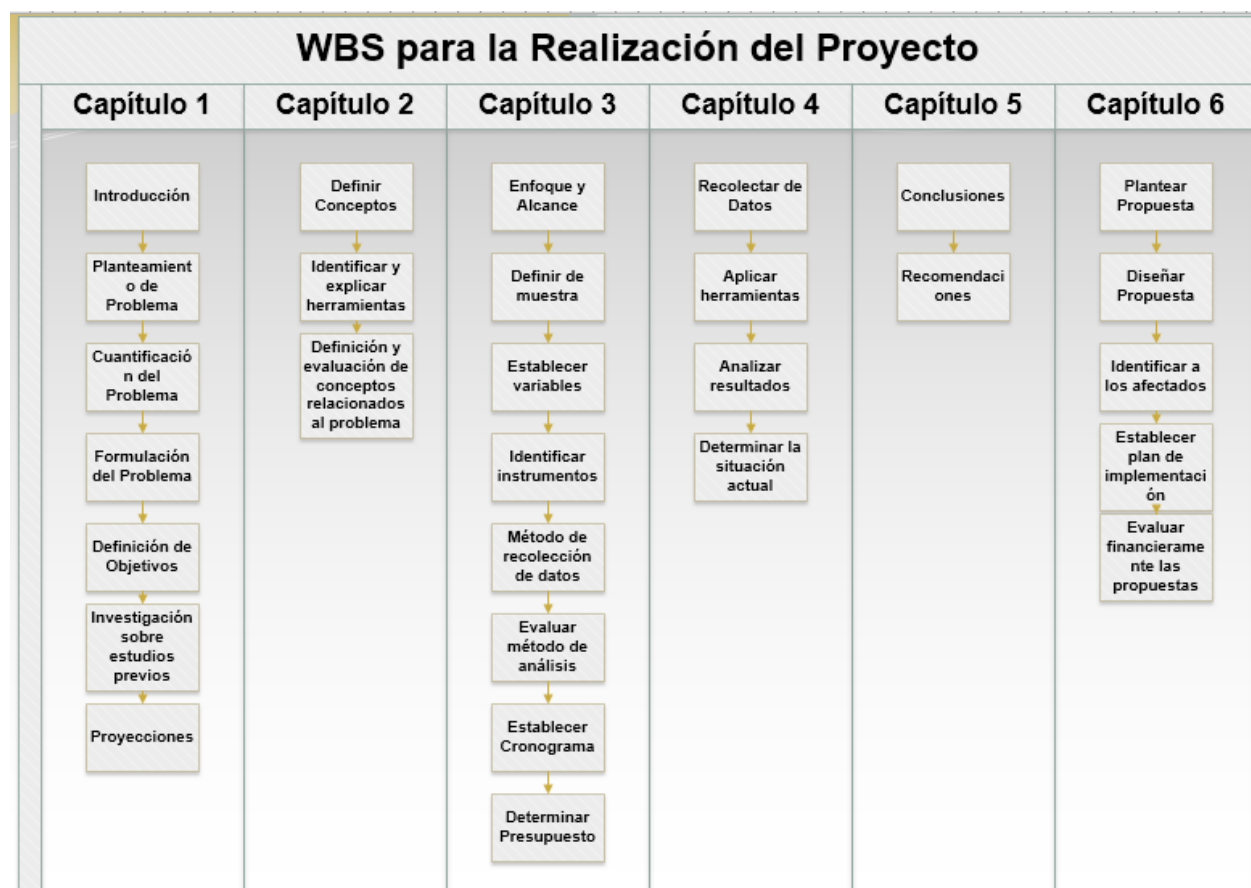 WBS para la Realización del Proyecto
Capítulo 1
Introducción
Planteamient
o de
Problema
Cuantificació
n del
Problema
Formulación
del Problema
Definición de
Objetivos
Investigación
sobre
estudios
previos
Proyecciones
Capítulo 2
Definir
Conceptos
Identificar y
explicar
herramientas
Definición y
evaluación de
conceptos
relacionados
al problema
Capítulo 3
Enfoque y
Alcance
Definir de
muestra
Establecer
variables
Identificar
instrumentos
Método de
recolección
de datos
Evaluar
método de
análisis
Establecer
Cronograma
Determinar
Presupuesto
Capítulo 4
Recolectar de
Datos
Aplicar
herramientas
Analizar
resultados
Determinar la
situación
actual
Capítulo 5
Conclusiones
Recomendaci
ones
Capítulo 6
Plantear
Propuesta
Diseñar
Propuesta
Identificar a
los afectados
Establecer
plan de
implementaci
ón
Evaluar
financierame
nte las
propuestas